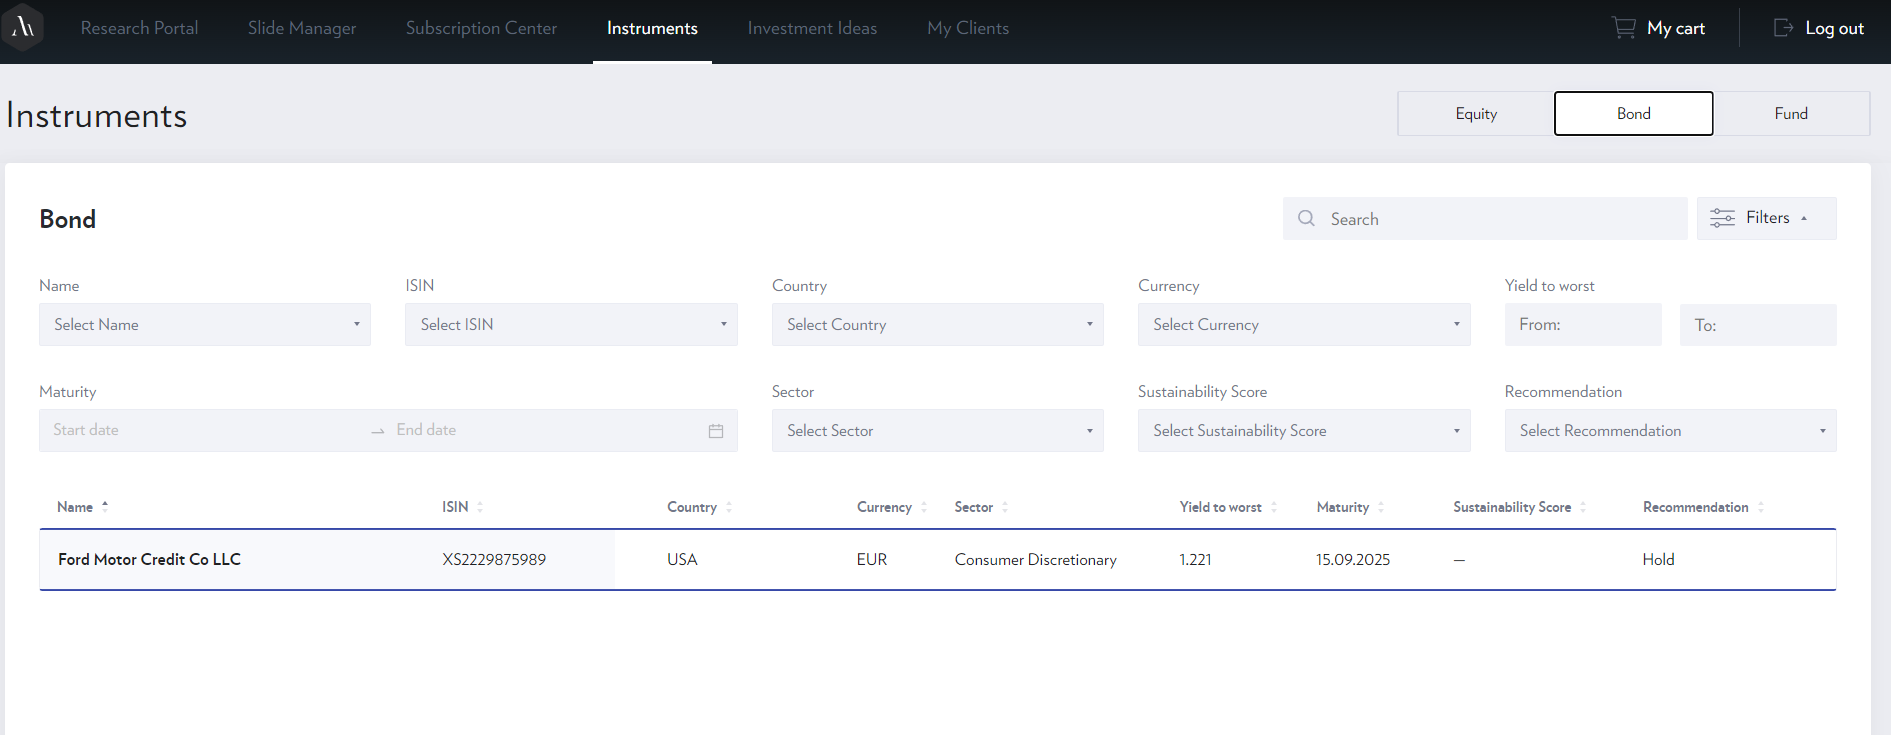 Research Portal Slide Manager Subscription Center Instruments Investment Ideas My Clients My cart Log out
Instruments Equity Bond Fund
Bond Search Filters
Name ISIN Country Currency Yield to worst
Select Name Select ISIN Select Country Select Currency From: To:
Maturity Sector Sustainability Score Recommendation
Start date End date Select Sector Select Sustainability Score Select Recommendation
Name ISIN Country Currency Sector Yield to worst Maturity Sustainability Score Recommendation
Ford Motor Credit Co LLC XS2229875989 USA EUR Consumer Discretionary 1.221 15.09.2025 — Hold